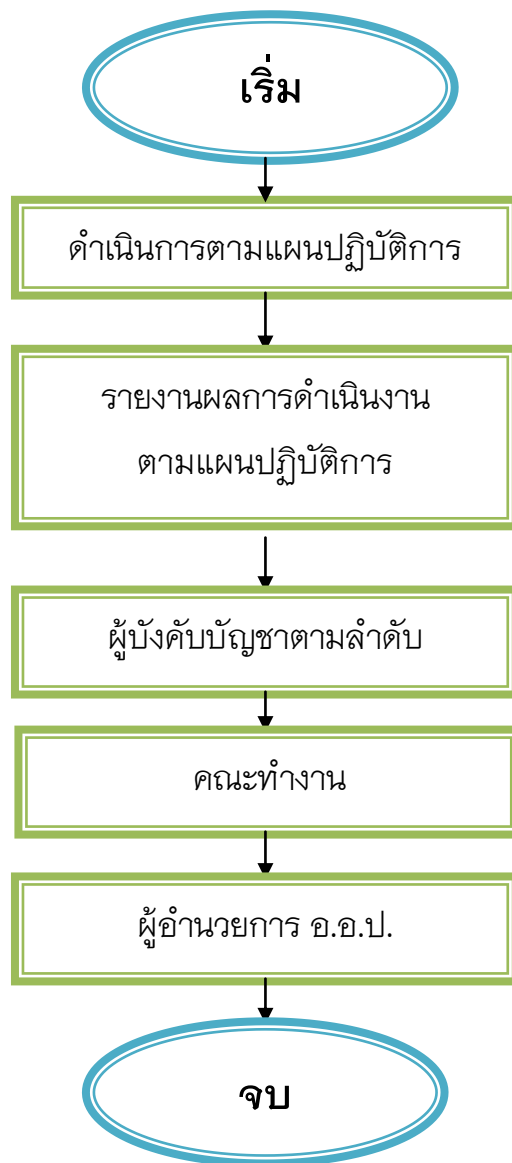 เริ่ม
ดำเนินการตามแผนปฏิบัติการ
รายงานผลการดำเนินงาน
ตามแผนปฏิบัติการ
ผู้บังคับบัญชาตามลำดับ
คณะทำงาน
ผู้อำนวยการ อ.อ.ป.
จบ